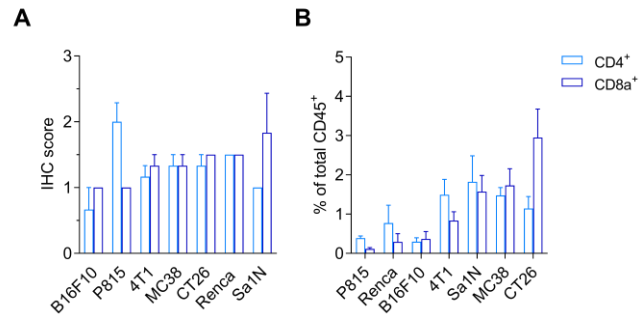 A
IHC score
3
2
1
0
B16F10
P815
4T1
MC38
CT26
Renca
Sa1N
B
% of total CD45+
5
4
3
2
1
0
P815
Renca
B16F10
4T1
Sa1N
MC38
CT26
CD4+
CD8a+